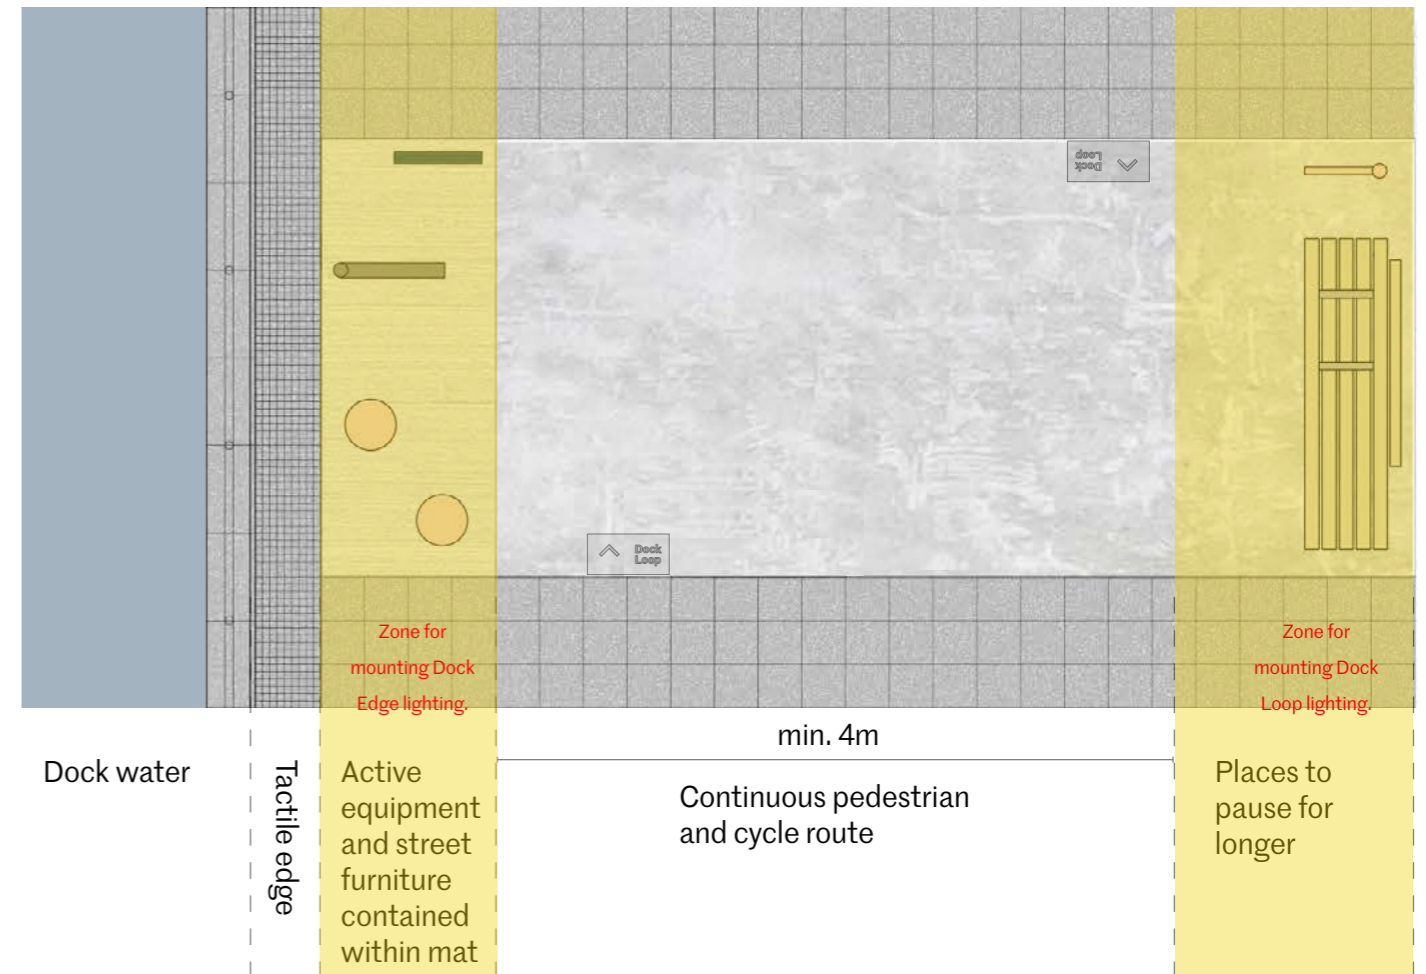 Dock
Loop
Dock
Loop
Zone for
mounting Dock
Edge lighting.
Zone for
mounting Dock
Loop lighting.
min. 4m
Dock water
Tactile edge
Active
equipment
and street
furniture
contained
within mat
Continuous pedestrian
and cycle route
Places to
pause for
longer